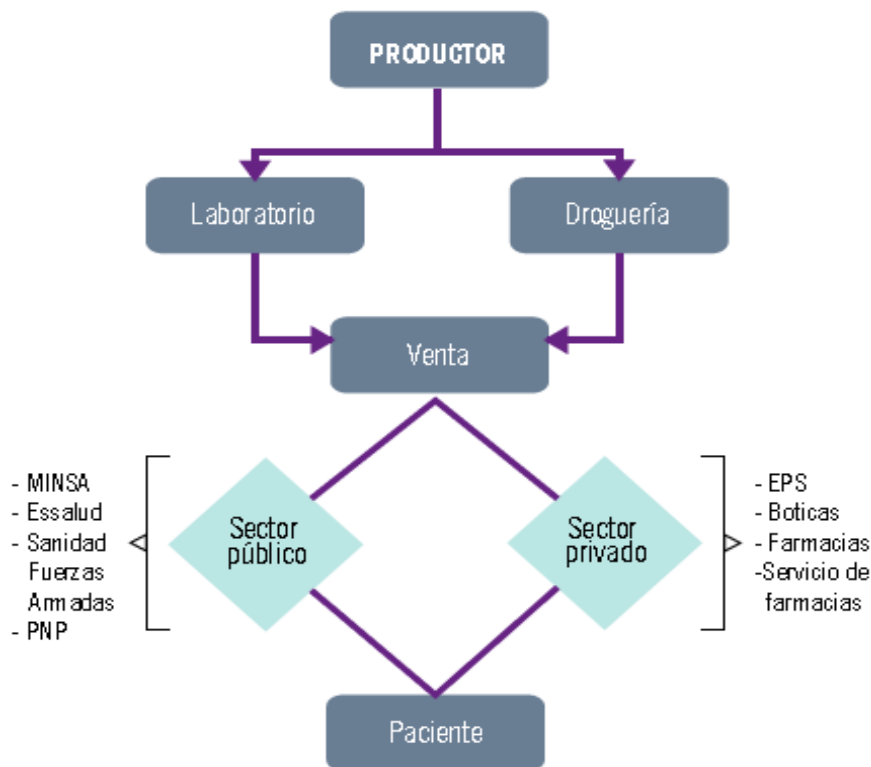 PRODUCTOR
Laboratorio
Droguería
Venta
- MINSA
- Essalud
- Sanidad
Fuerzas
Armadas
- PNP
Sector
público
Sector
privado
- EPS
- Boticas
- Farmacias
-Servicio de
farmacias
Paciente